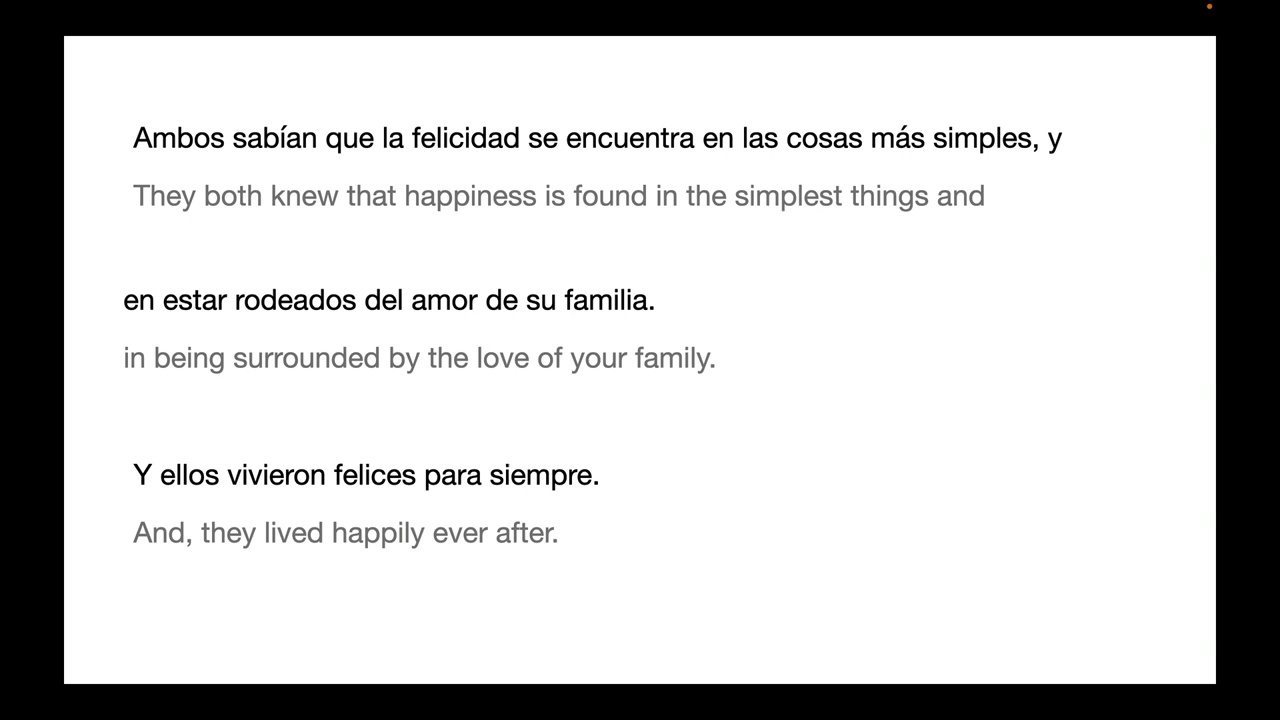 Ambos sabían que la felicidad se encuentra en las cosas más simples, y
They both knew that happiness is found in the simplest things and
en estar rodeados del amor de su familia.
in being surrounded by the love of your family.
Y ellos vivieron felices para siempre.
And, they lived happily ever after.